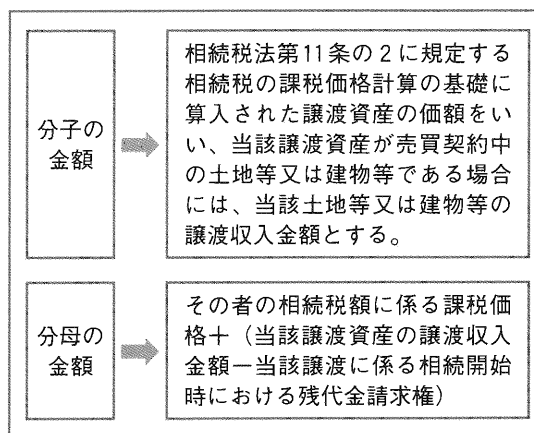 分子の
金額
相続税法第11条の2に規定する
相続税の課税価格計算の基礎に
算入された譲渡資産の価額をい
い、当該譲渡資産が売買契約中
の土地等又は建物等である場合
には、当該土地等又は建物等の
譲渡収入金額とする。
分母の
金額
その者の相続税額に係る課税価
格＋（当該譲渡資産の譲渡収入
金額－当該譲渡に係る相続開始
時における残代金請求権）